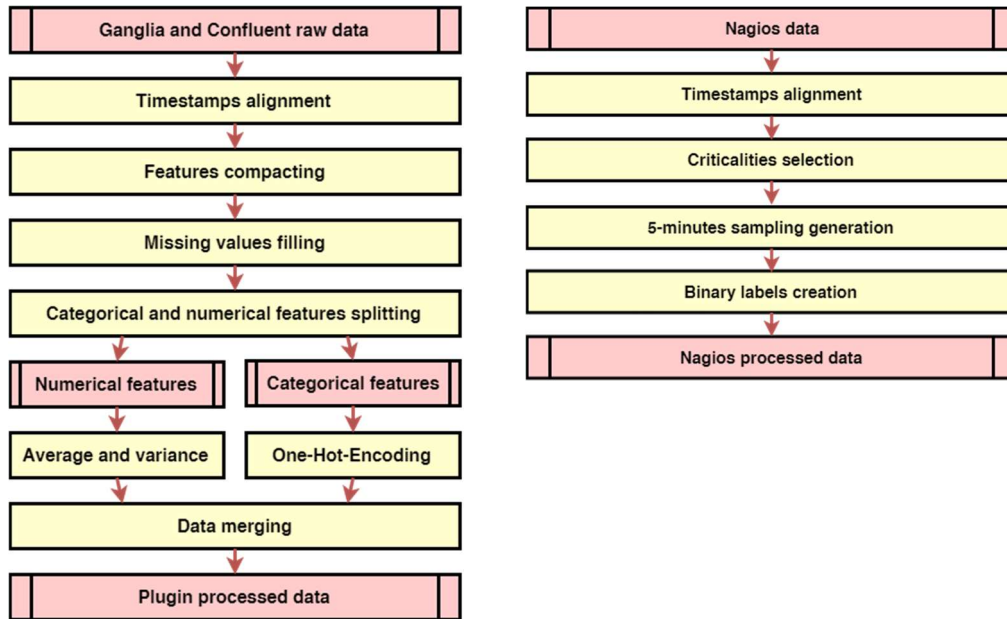 Ganglia and Confluent raw data
Timestamps alignment
Features compacting
Missing values filling
Categorical and numerical features splitting
Numerical features
Categorical features
Average and variance
One-Hot-Encoding
Data merging
Plugin processed data
Nagios data
Timestamps alignment
Criticalities selection
5-minutes sampling generation
Binary labels creation
Nagios processed data